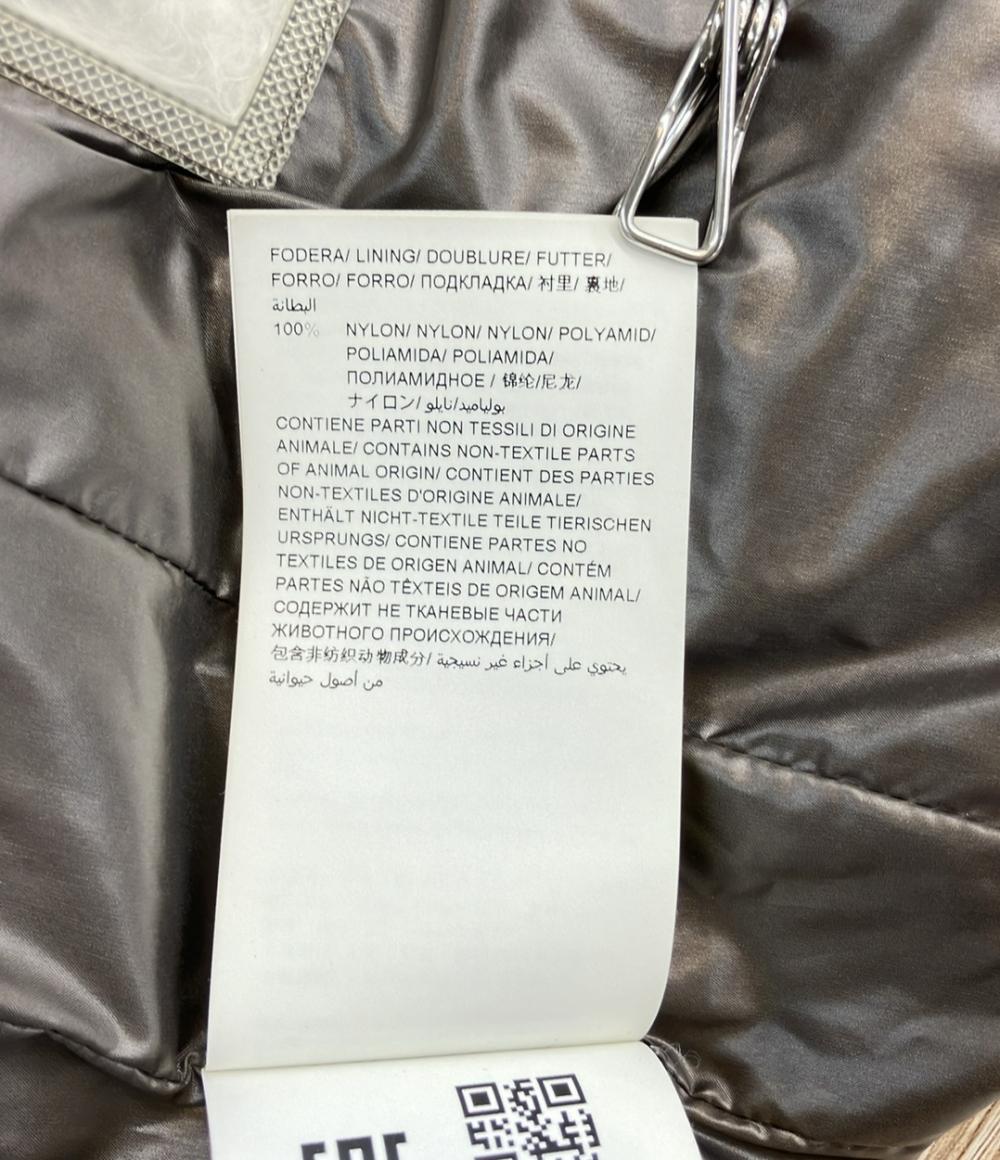 FODERA/ LINING/ DOUBLURE/ FUTTER/
FORRO/ FORRO/ ПОДКЛАДКА/ 衬里/ 裏地/
البطانة
100% NYLON/ NYLON/ NYLON/ POLYAMID/
POLIAMIDA/ POLIAMIDA/
ПОЛИАМИДНОЕ / 锦纶/尼龙/
ナイロン/ بولياميد/نايلو
CONTIENE PARTI NON TESSILI DI ORIGINE
ANIMALE/ CONTAINS NON-TEXTILE PARTS
OF ANIMAL ORIGIN/ CONTIENT DES PARTIES
NON-TEXTILES D'ORIGINE ANIMALE/
ENTHÄLT NICHT-TEXTILE TEILE TIERISCHEN
URSPRUNGS/ CONTIENE PARTES NO
TEXTILES DE ORIGEN ANIMAL/ CONTÉM
PARTES NÃO TÊXTEIS DE ORIGEM ANIMAL/
СОДЕРЖИТ НЕ ТКАНЕВЫЕ ЧАСТИ
ЖИВОТНОГО ПРОИСХОЖДЕНИЯ/
包含非纺织动物成分/ يحتوي على أجزاء غير نسيجية
من أصول حيوانية